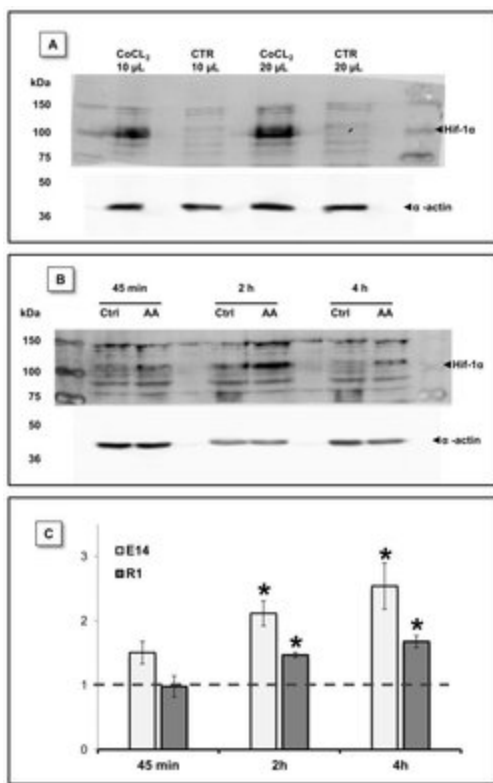 A
CoCL₂ CTR CoCL₂ CTR
10 µL 10 µL 20 µL 20 µL
kDa
150
100 Hif-1α
75
50
36 α -actin
B
45 min 2 h 4 h
kDa Ctrl AA Ctrl AA Ctrl AA
150
100 Hif-1α
75
50
α -actin
36
C
3 E14
R1
* *
2 * *
1
0
45 min 2h 4h